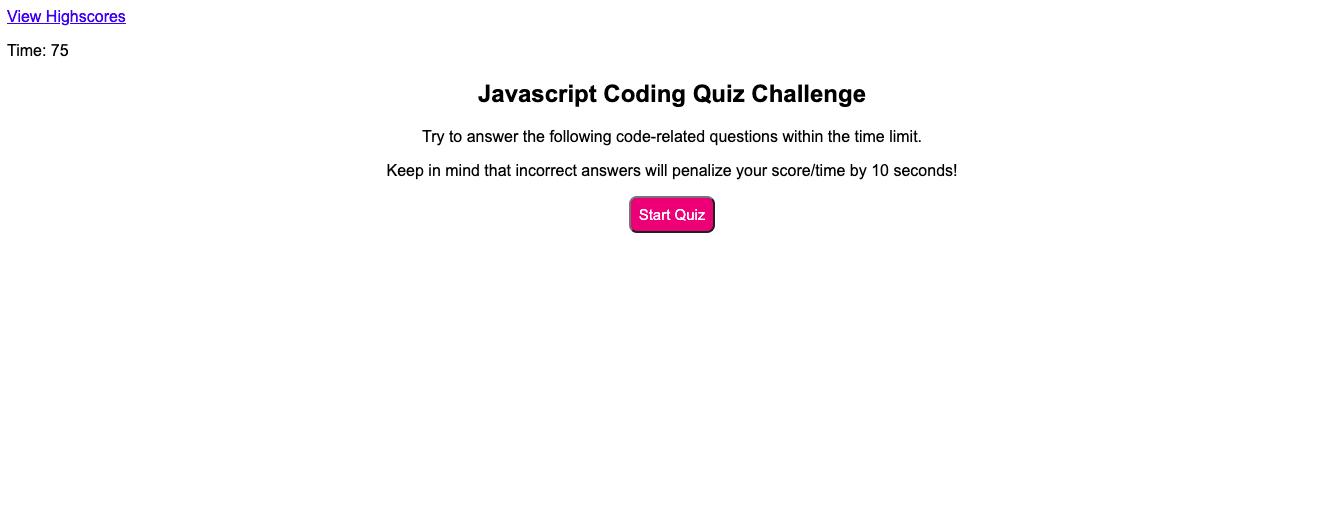 View Highscores
Time: 75
Javascript Coding Quiz Challenge
Try to answer the following code-related questions within the time limit.
Keep in mind that incorrect answers will penalize your score/time by 10 seconds!
Start Quiz